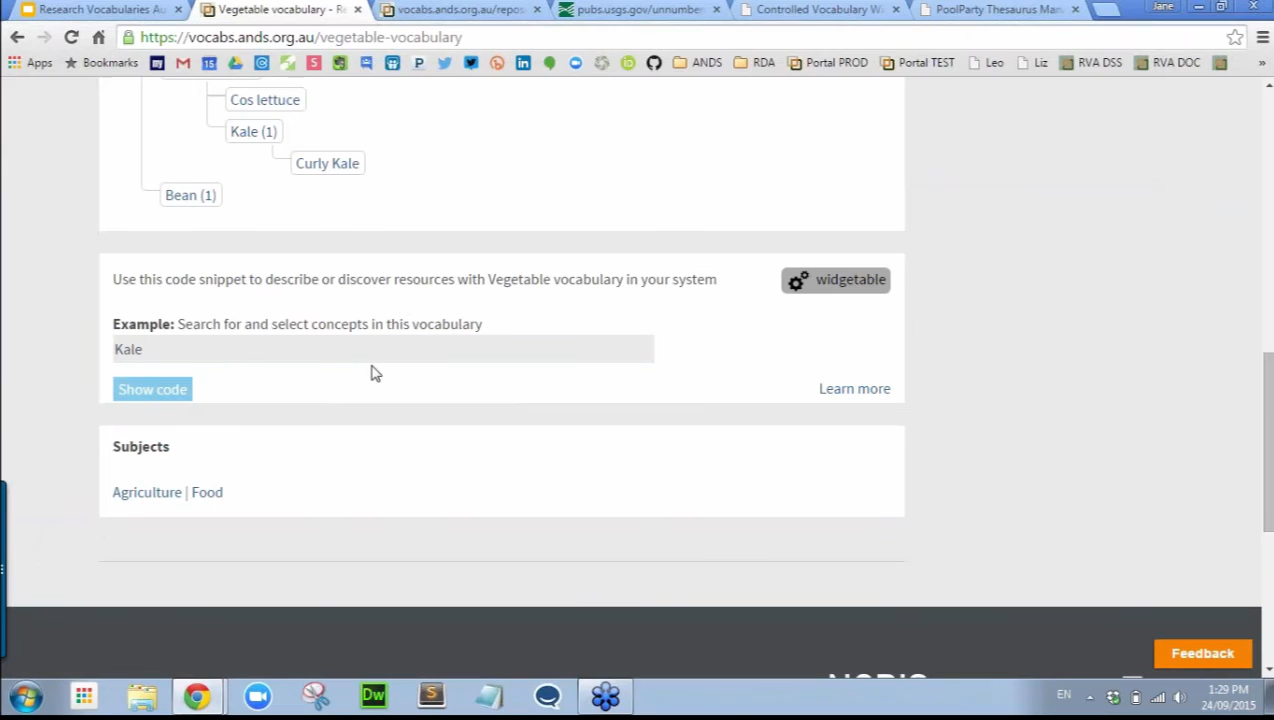 Research Vocabularies Au
Vegetable vocabulary - Re
vocabs.ands.org.au/repos
pubs.usgs.gov/unnumber
Controlled Vocabulary Wi
PoolParty Thesaurus Man
Jane
https://vocabs.ands.org.au/vegetable-vocabulary
Apps
Bookmarks
15
ANDS
RDA
Portal PROD
Portal TEST
Leo
Liz
RVA DSS
RVA DOC
»
Cos lettuce
Kale (1)
Curly Kale
Bean (1)
Use this code snippet to describe or discover resources with Vegetable vocabulary in your system
widgetable
Example: Search for and select concepts in this vocabulary
Kale
Show code
Learn more
Subjects
Agriculture | Food
Feedback
Dw
EN
1:29 PM
24/09/2015